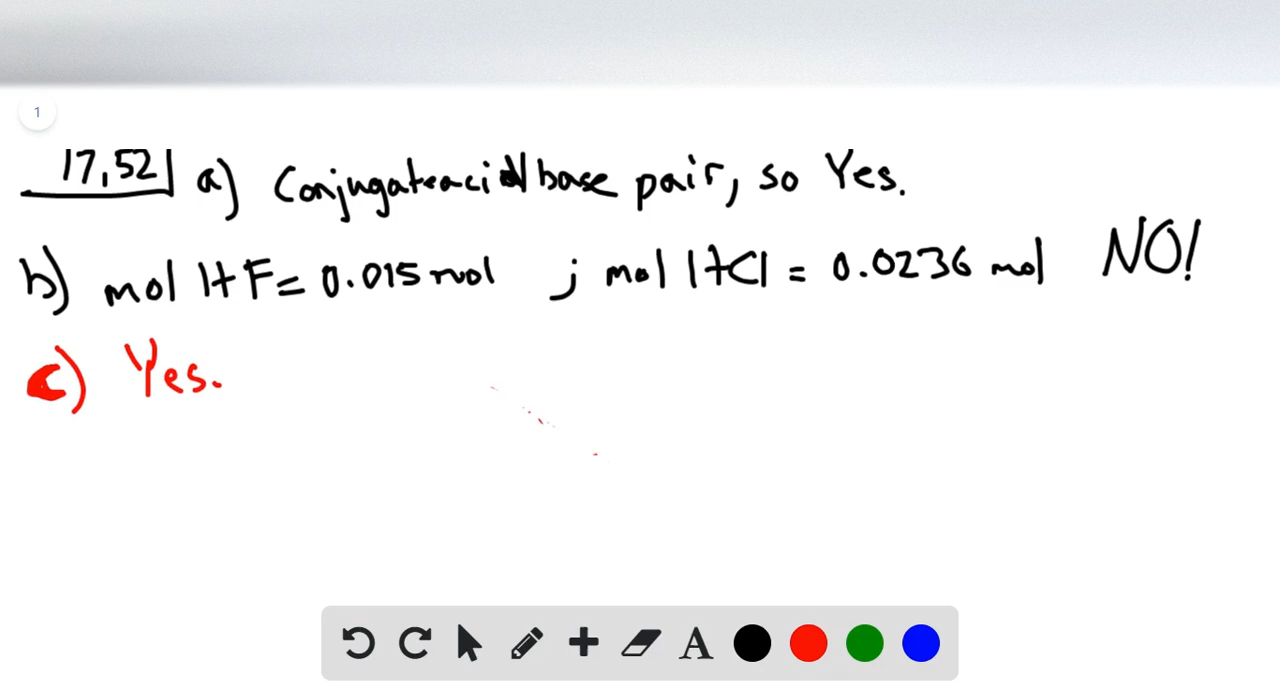 1
17,52 a) Conjugate acid base pair, so Yes.
b) mol HF = 0.015 mol ; mol HCl = 0.0236 mol NO!
c) Yes.
A